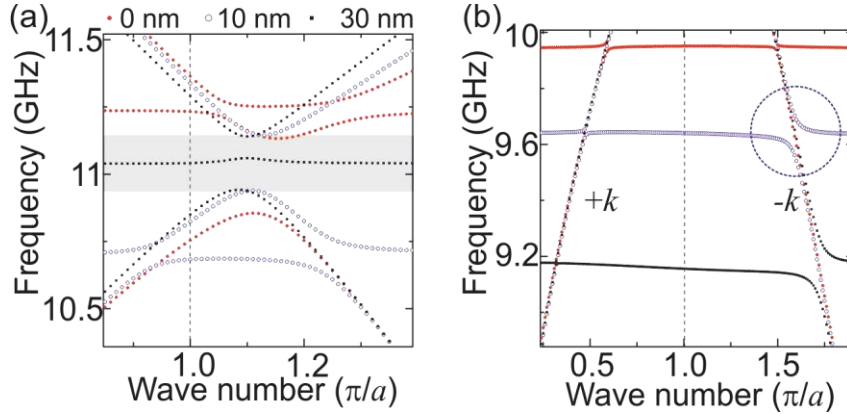 (a) 0 nm 10 nm 30 nm
11.5
11
10.5
Frequency (GHz)
1.0 1.2
Wave number (π/a)
(b)
10
9.6
9.2
Frequency (GHz)
+k -k
0.5 1.0 1.5
Wave number (π/a)